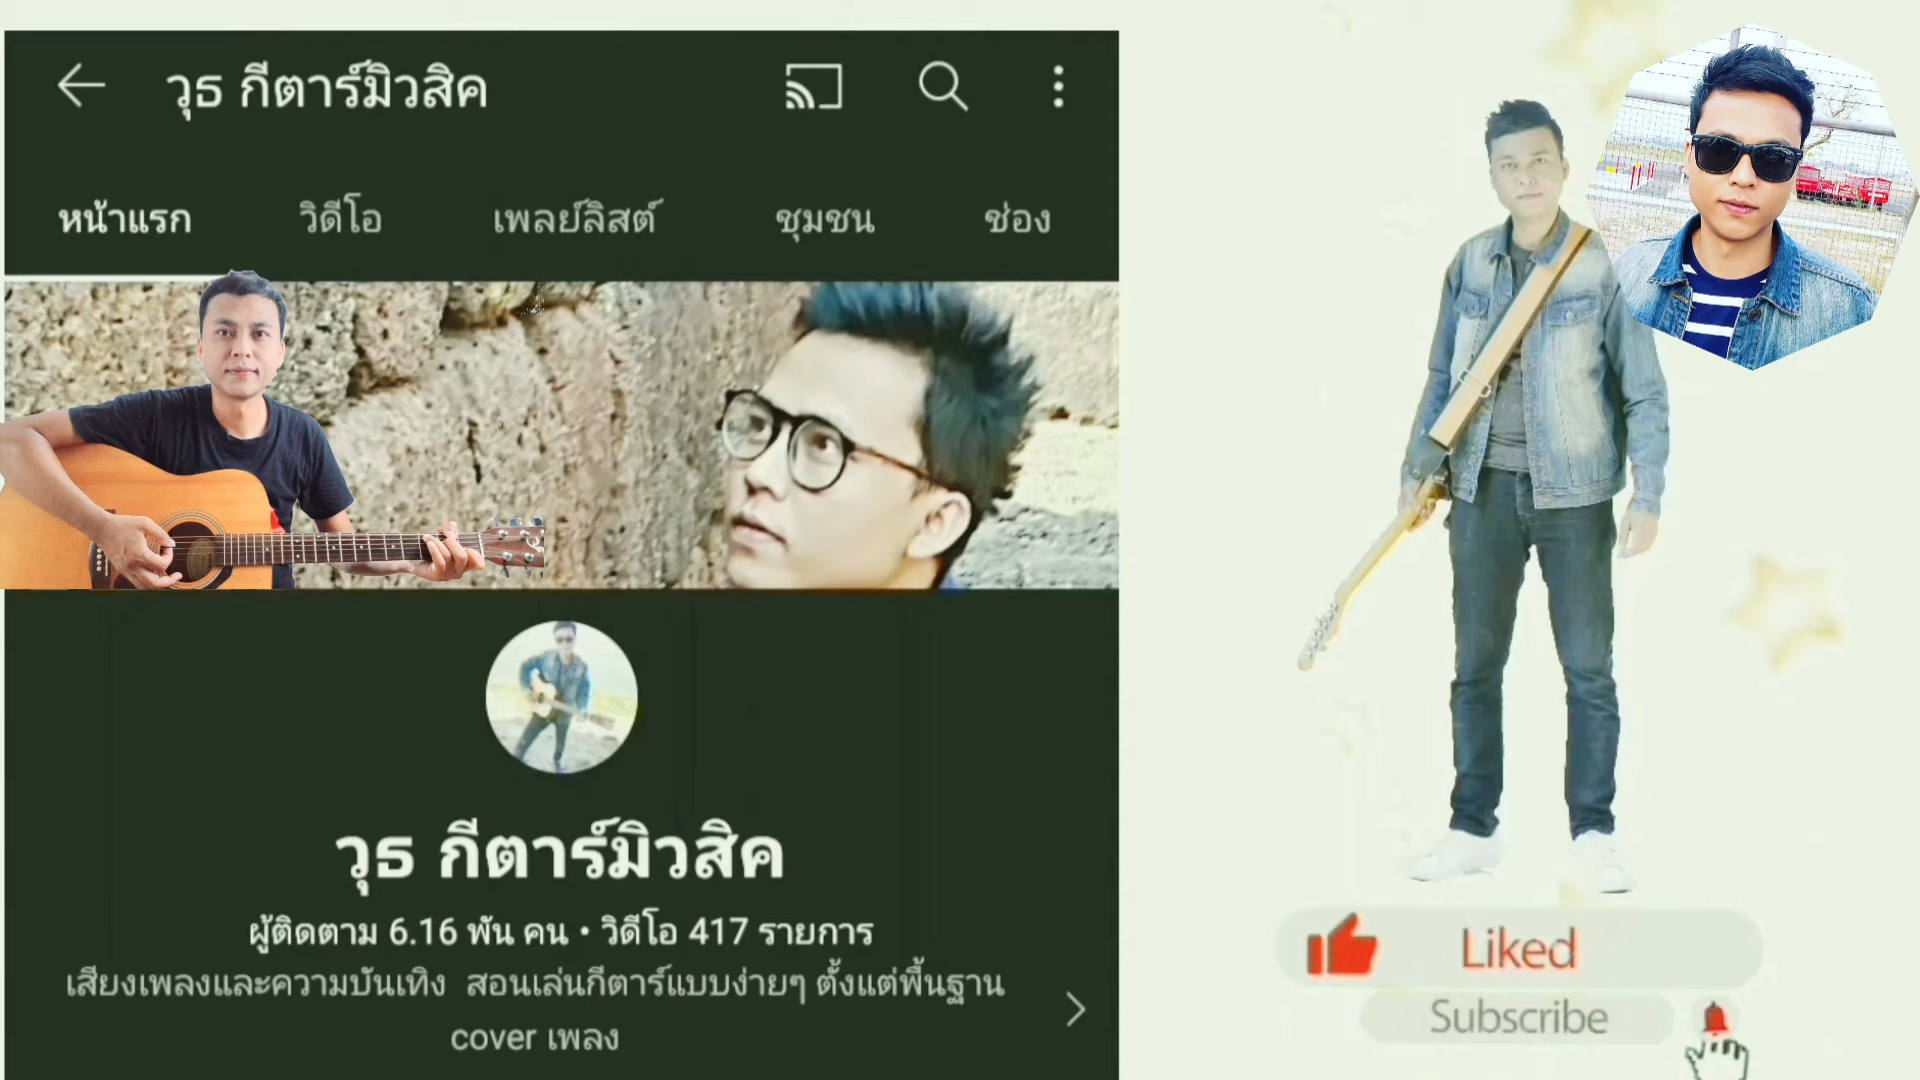 วุธ กีตาร์มิวสิค
หน้าแรก วิดีโอ เพลย์ลิสต์ ชุมชน ช่อง
วุธ กีตาร์มิวสิค
ผู้ติดตาม 6.16 พัน คน • วิดีโอ 417 รายการ
เสียงเพลงและความบันเทิง สอนเล่นกีตาร์แบบง่ายๆ ตั้งแต่พื้นฐาน
cover เพลง
Liked
Subscribe